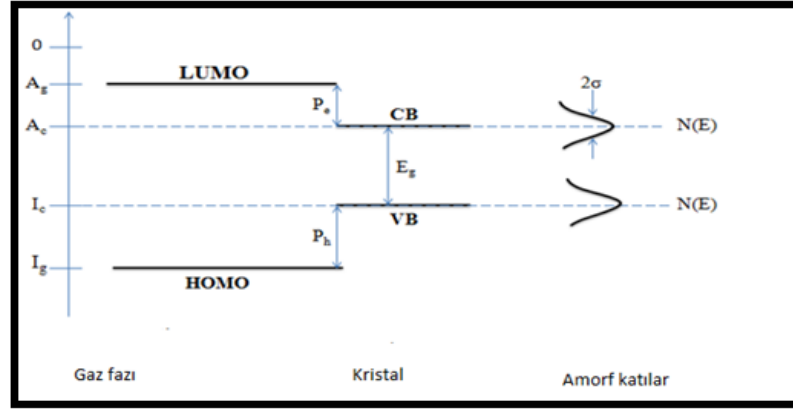 0
LUMO
2σ
A_g
P_e
CB
A_c
N(E)
E_g
I_c
N(E)
VB
P_h
I_g
HOMO
Gaz fazı
Kristal
Amorf katılar